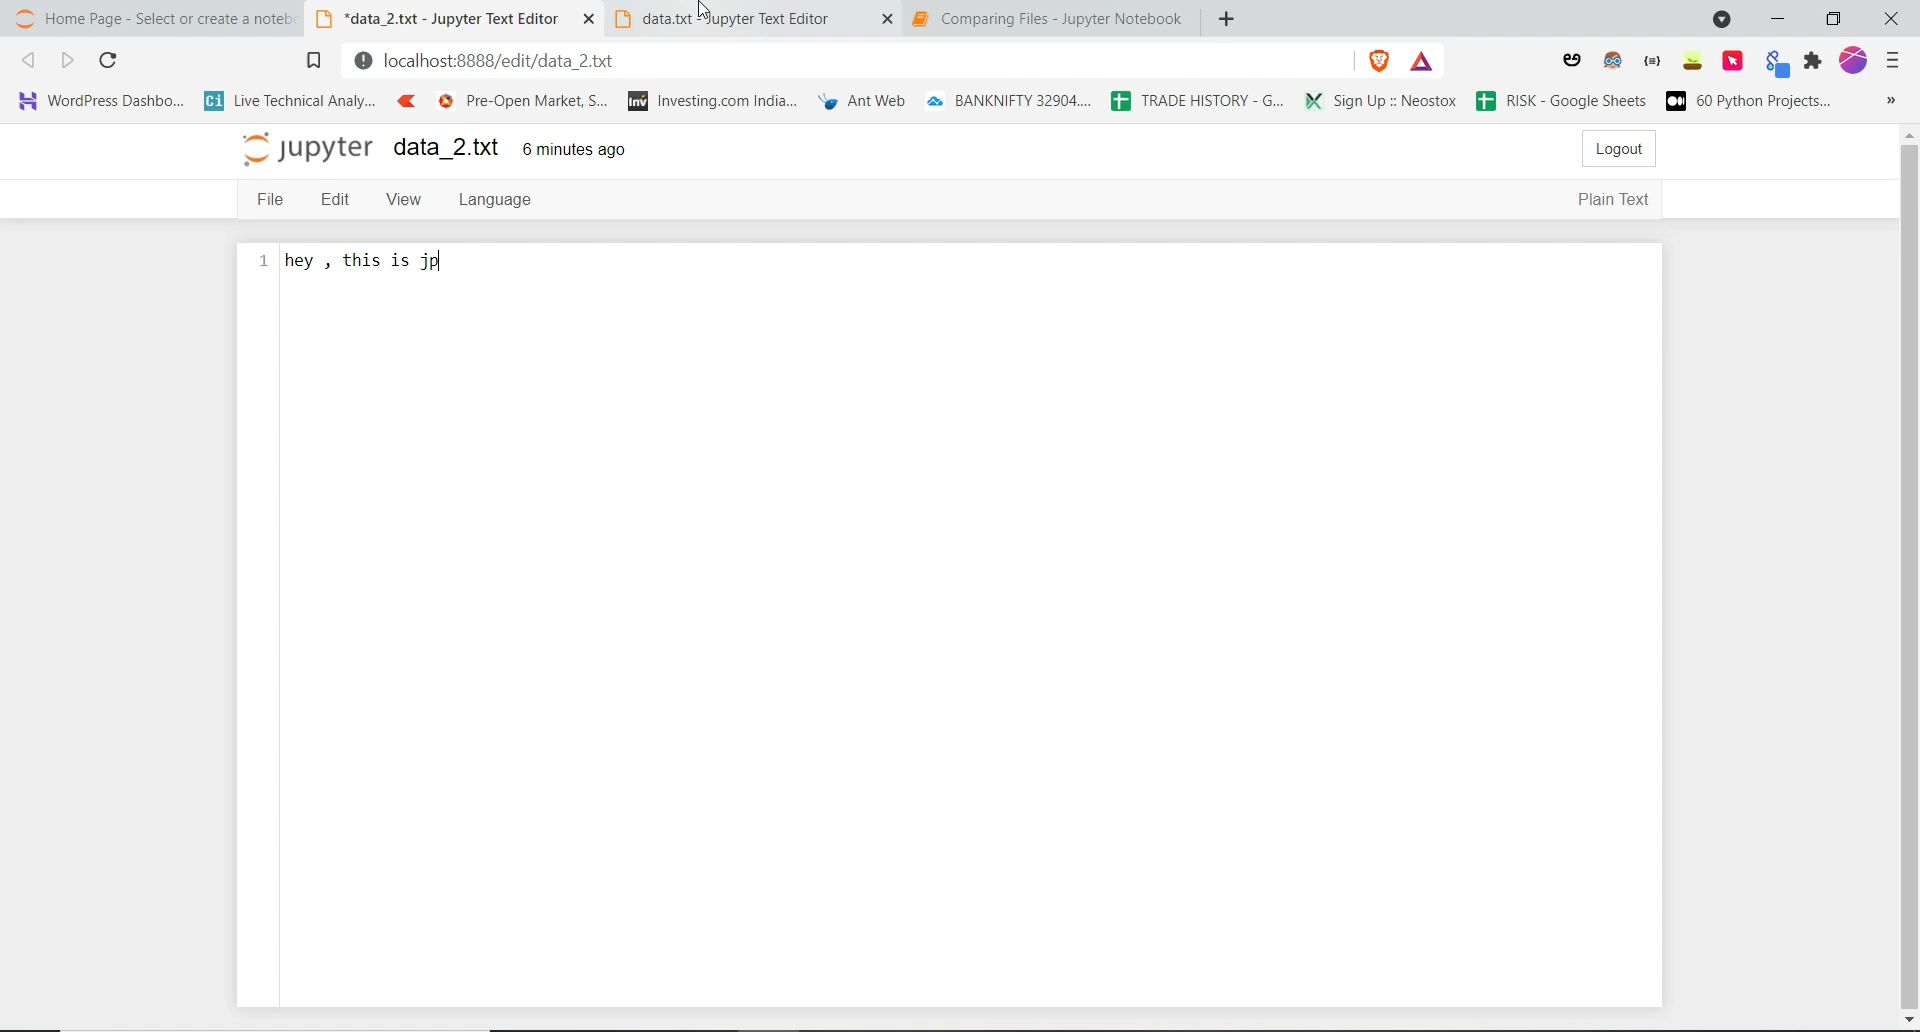 Home Page - Select or create a noteb
*data_2.txt - Jupyter Text Editor
data.txt - Jupyter Text Editor
Comparing Files - Jupyter Notebook
localhost:8888/edit/data_2.txt
WordPress Dashbo...
Ci Live Technical Analy...
Pre-Open Market, S...
Inv Investing.com India...
Ant Web
BANKNIFTY 32904....
TRADE HISTORY - G...
Sign Up :: Neostox
RISK - Google Sheets
60 Python Projects...
»
jupyter data_2.txt 6 minutes ago
Logout
File Edit View Language
Plain Text
1 hey , this is jp